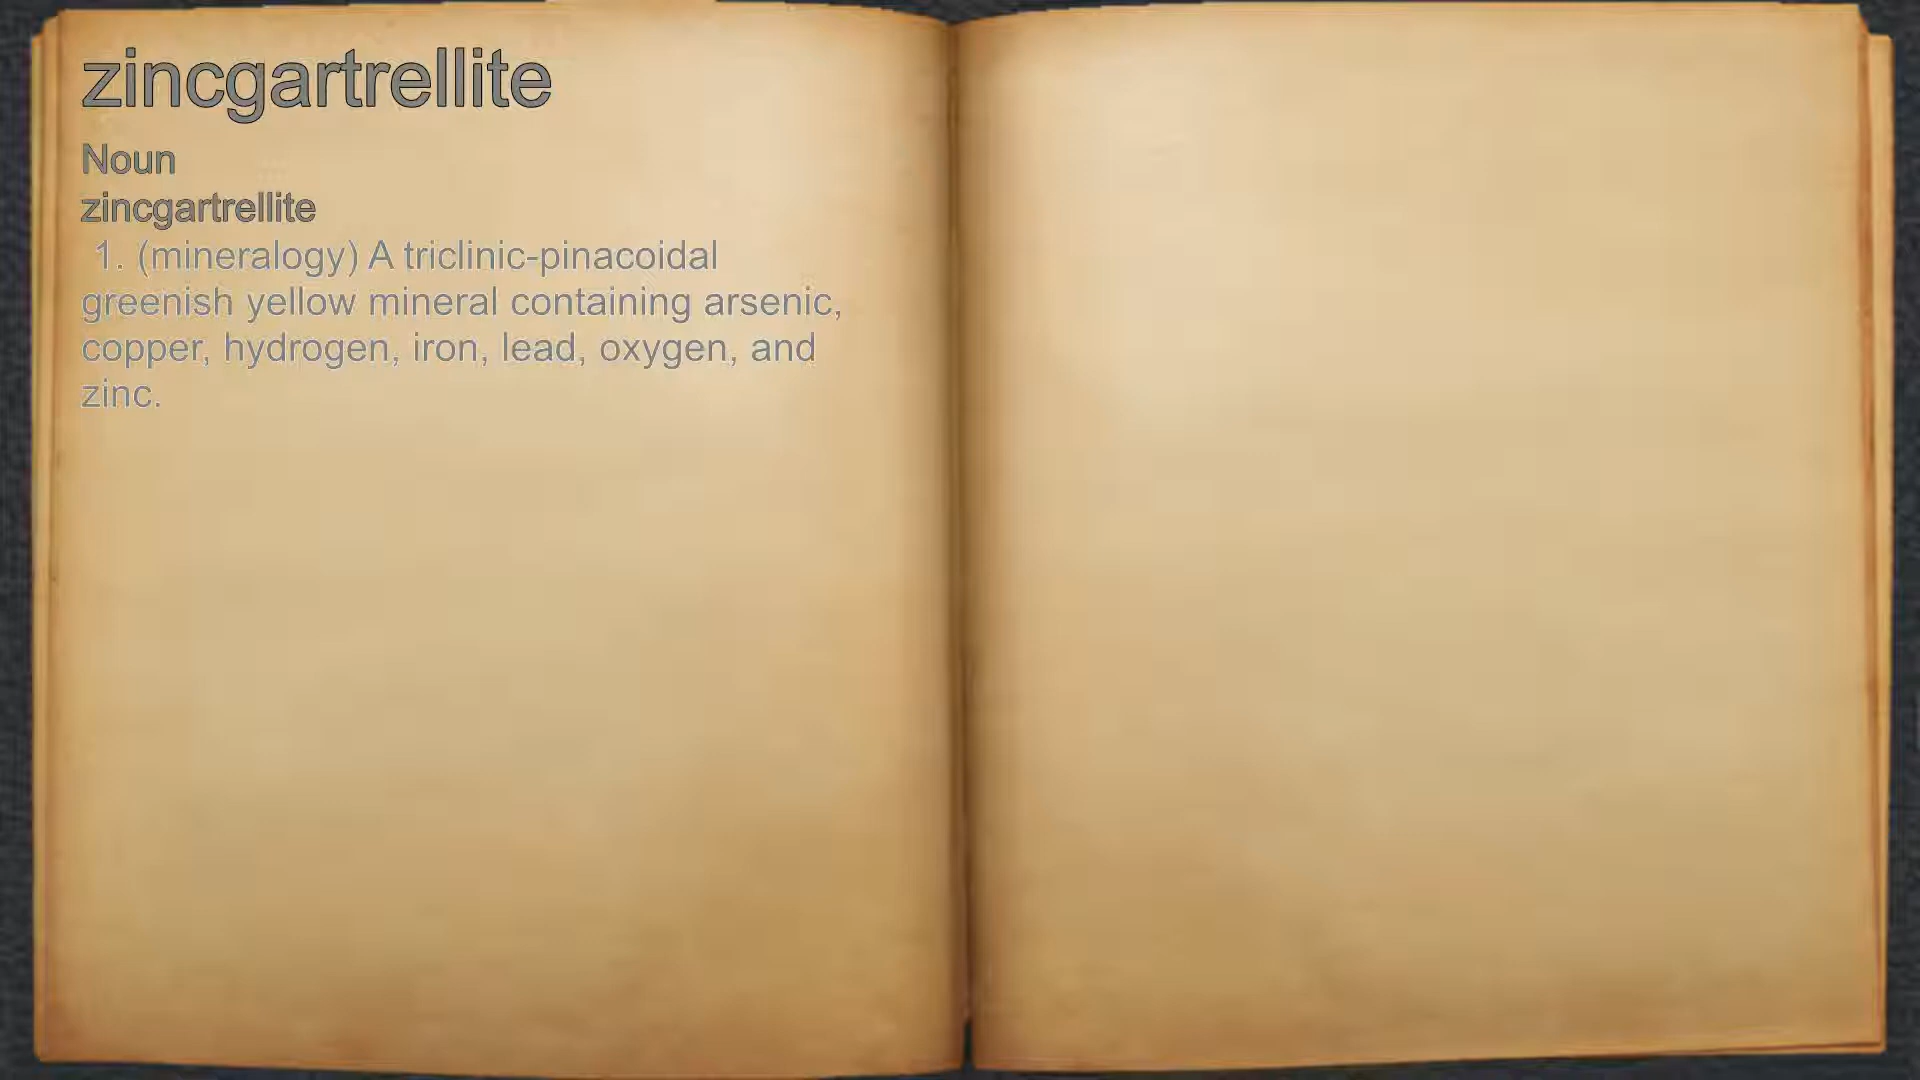 zincgartrellite
Noun
zincgartrellite
1. (mineralogy) A triclinic-pinacoidal
greenish yellow mineral containing arsenic,
copper, hydrogen, iron, lead, oxygen, and
zinc.